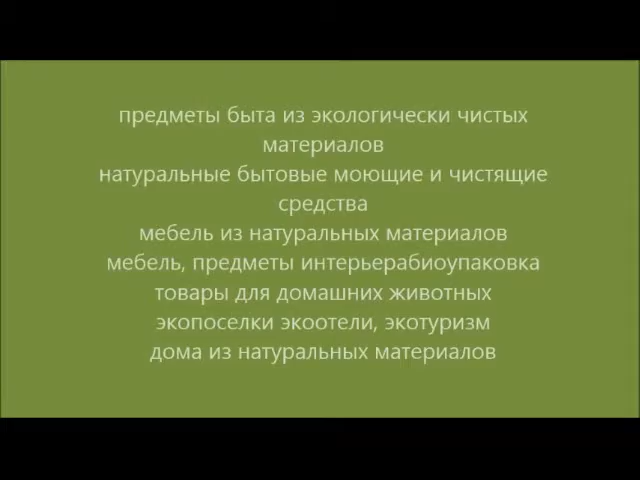 предметы быта из экологически чистых
материалов
натуральные бытовые моющие и чистящие
средства
мебель из натуральных материалов
мебель, предметы интерьерабиоупаковка
товары для домашних животных
экопоселки экоотели, экотуризм
дома из натуральных материалов